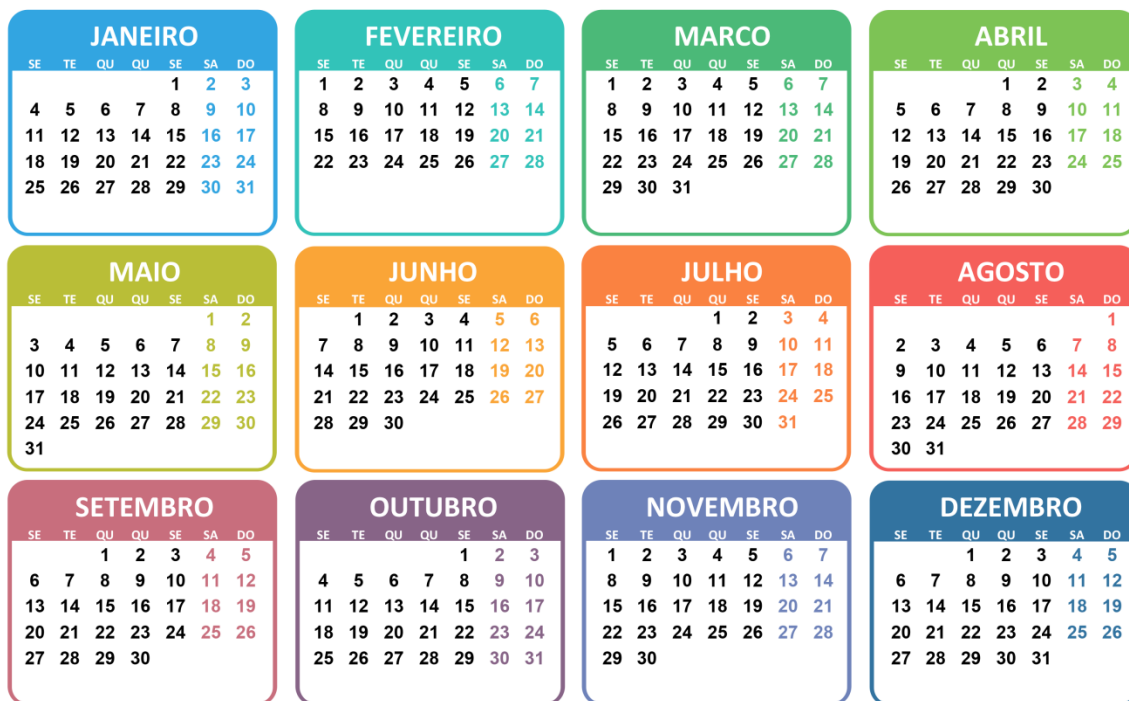 JANEIRO
SE TE QU QU SE SA DO
1 2 3
4 5 6 7 8 9 10
11 12 13 14 15 16 17
18 19 20 21 22 23 24
25 26 27 28 29 30 31
FEVEREIRO
SE TE QU QU SE SA DO
1 2 3 4 5 6 7
8 9 10 11 12 13 14
15 16 17 18 19 20 21
22 23 24 25 26 27 28
MARCO
SE TE QU QU SE SA DO
1 2 3 4 5 6 7
8 9 10 11 12 13 14
15 16 17 18 19 20 21
22 23 24 25 26 27 28
29 30 31
ABRIL
SE TE QU QU SE SA DO
1 2 3 4
5 6 7 8 9 10 11
12 13 14 15 16 17 18
19 20 21 22 23 24 25
26 27 28 29 30
MAIO
SE TE QU QU SE SA DO
1 2
3 4 5 6 7 8 9
10 11 12 13 14 15 16
17 18 19 20 21 22 23
24 25 26 27 28 29 30
31
JUNHO
SE TE QU QU SE SA DO
1 2 3 4 5 6
7 8 9 10 11 12 13
14 15 16 17 18 19 20
21 22 23 24 25 26 27
28 29 30
JULHO
SE TE QU QU SE SA DO
1 2 3 4
5 6 7 8 9 10 11
12 13 14 15 16 17 18
19 20 21 22 23 24 25
26 27 28 29 30 31
AGOSTO
SE TE QU QU SE SA DO
1
2 3 4 5 6 7 8
9 10 11 12 13 14 15
16 17 18 19 20 21 22
23 24 25 26 27 28 29
30 31
SETEMBRO
SE TE QU QU SE SA DO
1 2 3 4 5
6 7 8 9 10 11 12
13 14 15 16 17 18 19
20 21 22 23 24 25 26
27 28 29 30
OUTUBRO
SE TE QU QU SE SA DO
1 2 3
4 5 6 7 8 9 10
11 12 13 14 15 16 17
18 19 20 21 22 23 24
25 26 27 28 29 30 31
NOVEMBRO
SE TE QU QU SE SA DO
1 2 3 4 5 6 7
8 9 10 11 12 13 14
15 16 17 18 19 20 21
22 23 24 25 26 27 28
29 30
DEZEMBRO
SE TE QU QU SE SA DO
1 2 3 4 5
6 7 8 9 10 11 12
13 14 15 16 17 18 19
20 21 22 23 24 25 26
27 28 29 30 31